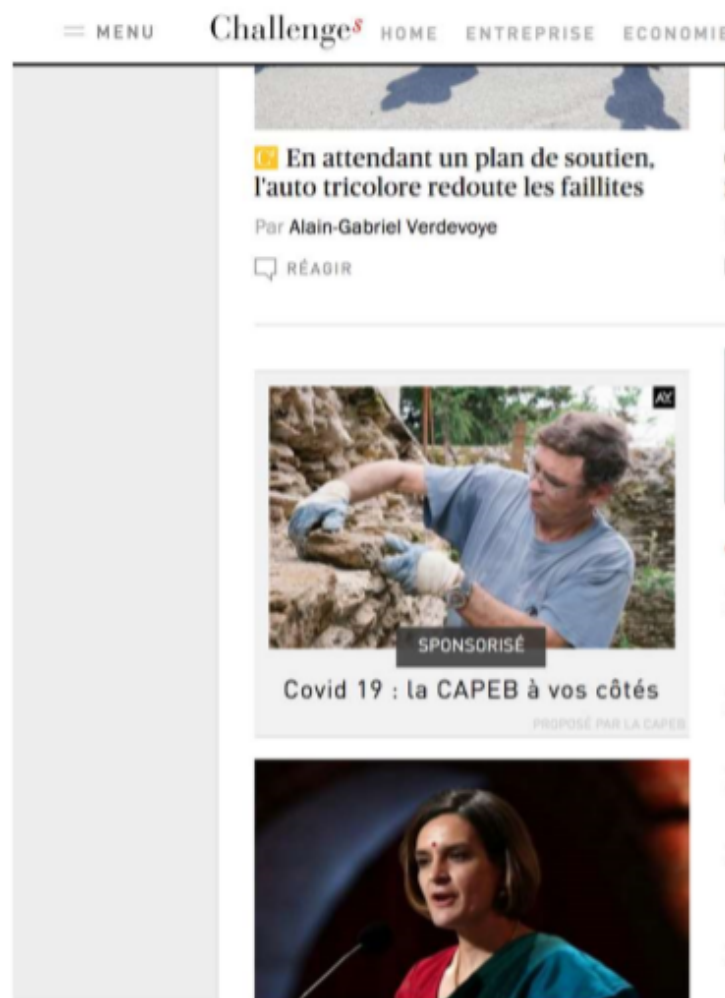 MENU
Challenges
HOME ENTREPRISE ECONOMIE
C En attendant un plan de soutien,
l'auto tricolore redoute les faillites
Par Alain-Gabriel Verdevoye
RÉAGIR
AY
SPONSORISÉ
Covid 19 : la CAPEB à vos côtés
PROPOSÉ PAR LA CAPEB